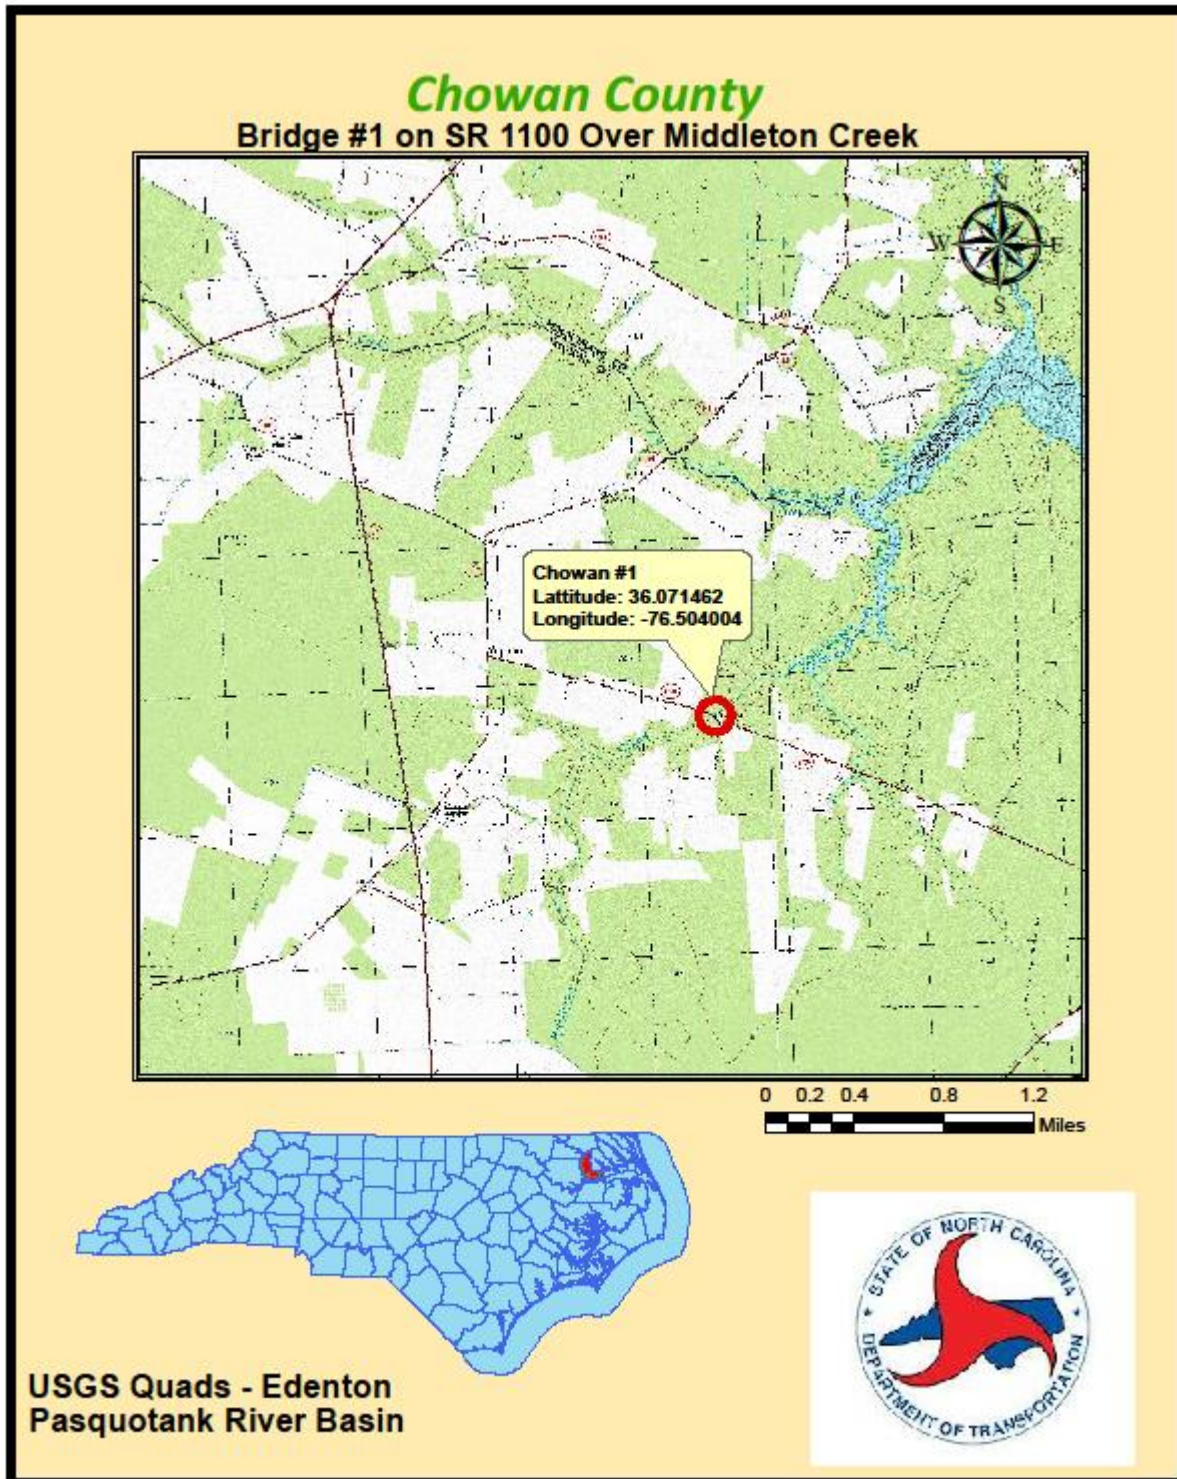 Chowan County
Bridge #1 on SR 1100 Over Middleton Creek
N
W E
S
Chowan #1
Lattitude: 36.071462
Longitude: -76.504004
0 0.2 0.4 0.8 1.2
Miles
STATE OF NORTH CAROLINA
DEPARTMENT OF TRANSPORTATION
USGS Quads - Edenton
Pasquotank River Basin